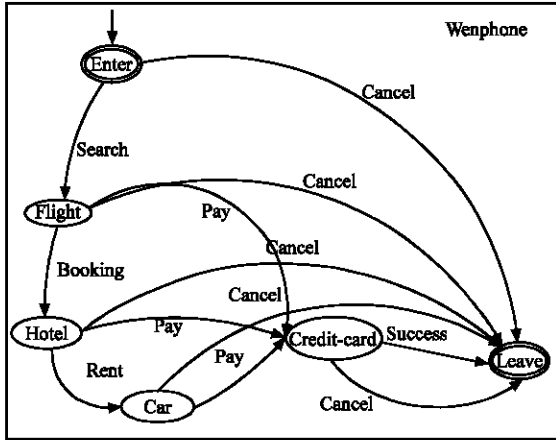 Wenphone
Enter
Cancel
Search
Cancel
Flight
Pay
Cancel
Booking
Cancel
Hotel
Pay
Credit-card
Success
Rent
Pay
Leave
Car
Cancel